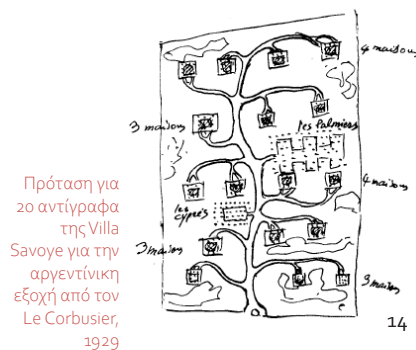 4 maisons
3 maisons
les palmiers
4 maisons
les cyprès
3 maisons
3 maisons
Πρόταση για
20 αντίγραφα
της Villa
Savoye για την
αργεντίνικη
εξοχή από τον
Le Corbusier,
1929
14